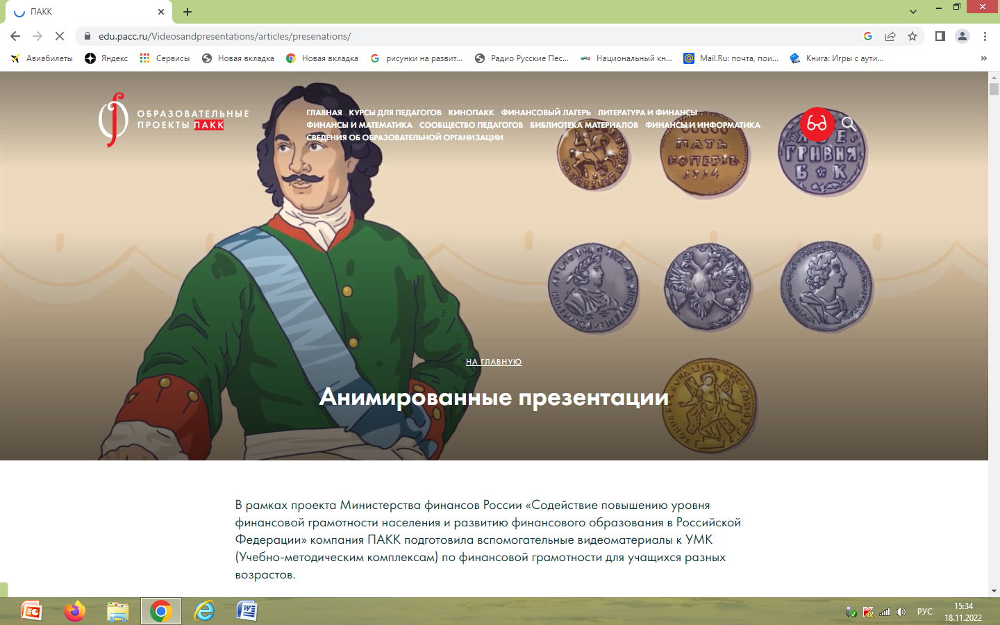 ПАКК
edu.pacc.ru/Videosandpresentations/articles/presenations/
Авиабилеты Яндекс Сервисы Новая вкладка Новая вкладка рисунки на развит... Радио Русские Пес... Национальный кн... Mail.Ru: почта, пои... Книга: Игры с аути... »
ОБРАЗОВАТЕЛЬНЫЕ
ПРОЕКТЫ ПАКК
ГЛАВНАЯ КУРСЫ ДЛЯ ПЕДАГОГОВ КИНОПАКК ФИНАНСОВЫЙ ЛАГЕРЬ ЛИТЕРАТУРА И ФИНАНСЫ
ФИНАНСЫ И МАТЕМАТИКА СООБЩЕСТВО ПЕДАГОГОВ БИБЛИОТЕКА МАТЕРИАЛОВ ФИНАНСЫ И ИНФОРМАТИКА
СВЕДЕНИЯ ОБ ОБРАЗОВАТЕЛЬНОЙ ОРГАНИЗАЦИИ
ПАТЬ
КОПЕЕКЬ
1714
ГРИВНЯ
Б К
НА ГЛАВНУЮ
Анимированные презентации
В рамках проекта Министерства финансов России «Содействие повышению уровня
финансовой грамотности населения и развитию финансового образования в Российской
Федерации» компания ПАКК подготовила вспомогательные видеоматериалы к УМК
(Учебно-методическим комплексам) по финансовой грамотности для учащихся разных
возрастов.
РУС
15:34
18.11.2022